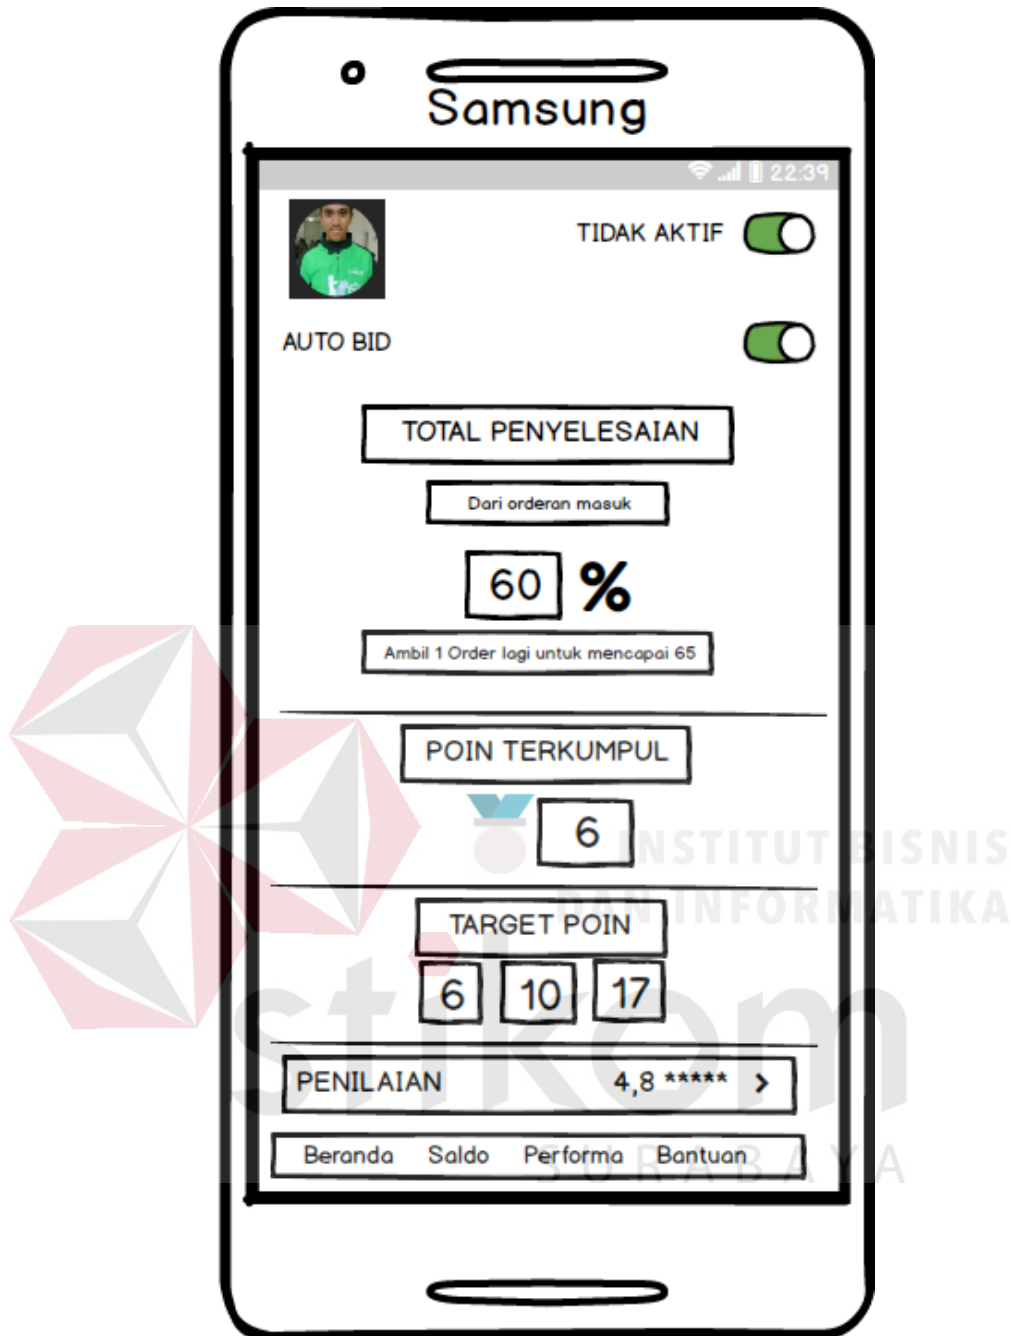 Samsung
22:39
TIDAK AKTIF
AUTO BID
TOTAL PENYELESAIAN
Dari orderan masuk
60 %
Ambil 1 Order lagi untuk mencapai 65
POIN TERKUMPUL
6
INSTITUT BISNIS
DAN INFORMATIKA
TARGET POIN
6 10 17
stikom
PENILAIAN 4,8 ***** >
Beranda Saldo Performa Bantuan
SURABAYA